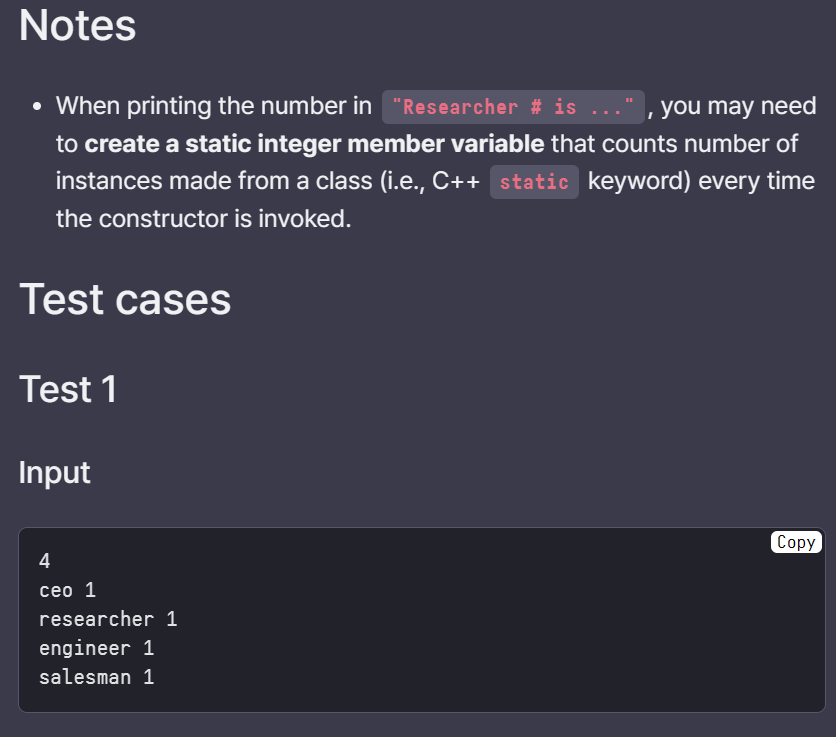 Notes
• When printing the number in "Researcher # is ...", you may need
to create a static integer member variable that counts number of
instances made from a class (i.e., C++ static keyword) every time
the constructor is invoked.
Test cases
Test 1
Input
Copy
4
ceo 1
researcher 1
engineer 1
salesman 1